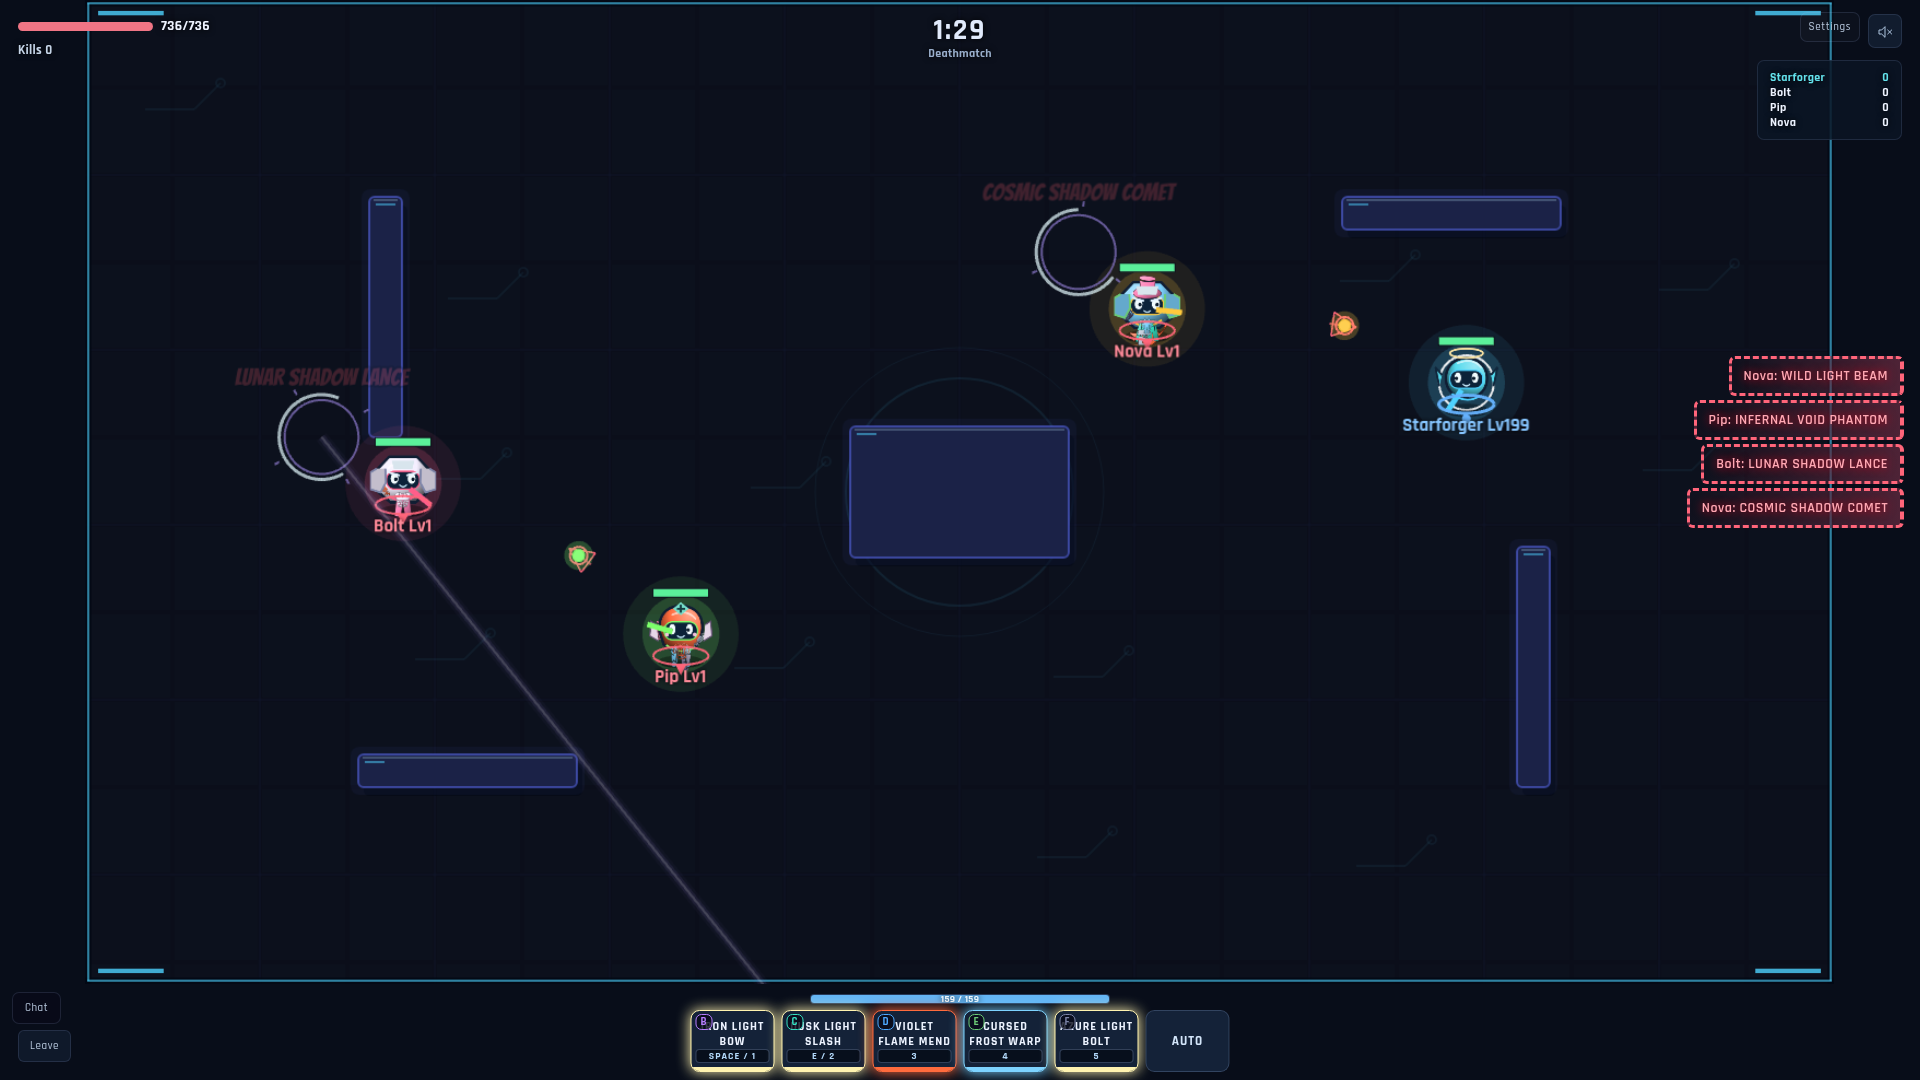 736/736
Kills 0
1:29
Deathmatch
Settings
Starforger 0
Bolt 0
Pip 0
Nova 0
COSMIC SHADOW COMET
Nova Lv1
Starforger Lv199
LUNAR SHADOW LANCE
Bolt Lv1
Pip Lv1
Nova: WILD LIGHT BEAM
Pip: INFERNAL VOID PHANTOM
Bolt: LUNAR SHADOW LANCE
Nova: COSMIC SHADOW COMET
Chat
Leave
159 / 159
B
LIGHT
BOW
SPACE / 1
C
LIGHT
SLASH
E / 2
D
VIOLET
FLAME MEND
3
E
CURSED
FROST WARP
4
F
LIGHT
BOLT
5
AUTO